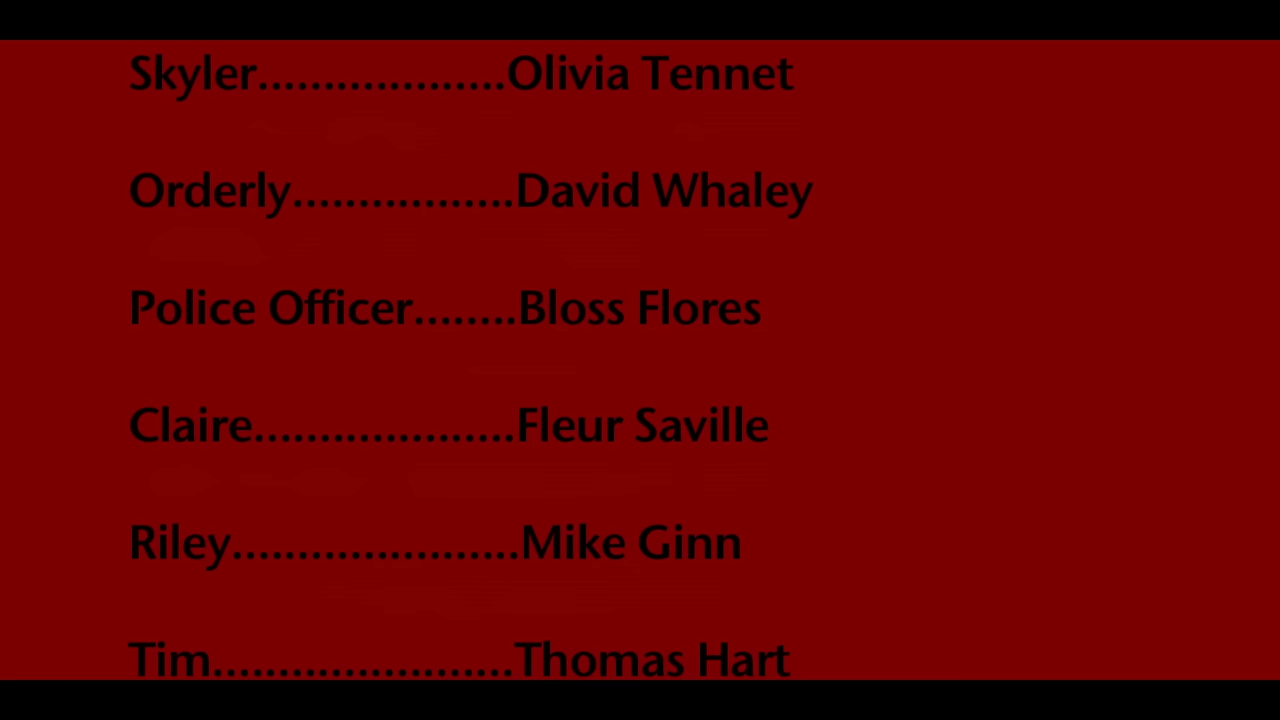 Skyler...................Olivia Tennet
Orderly.................David Whaley
Police Officer........Bloss Flores
Claire....................Fleur Saville
Riley......................Mike Ginn
Tim.......................Thomas Hart